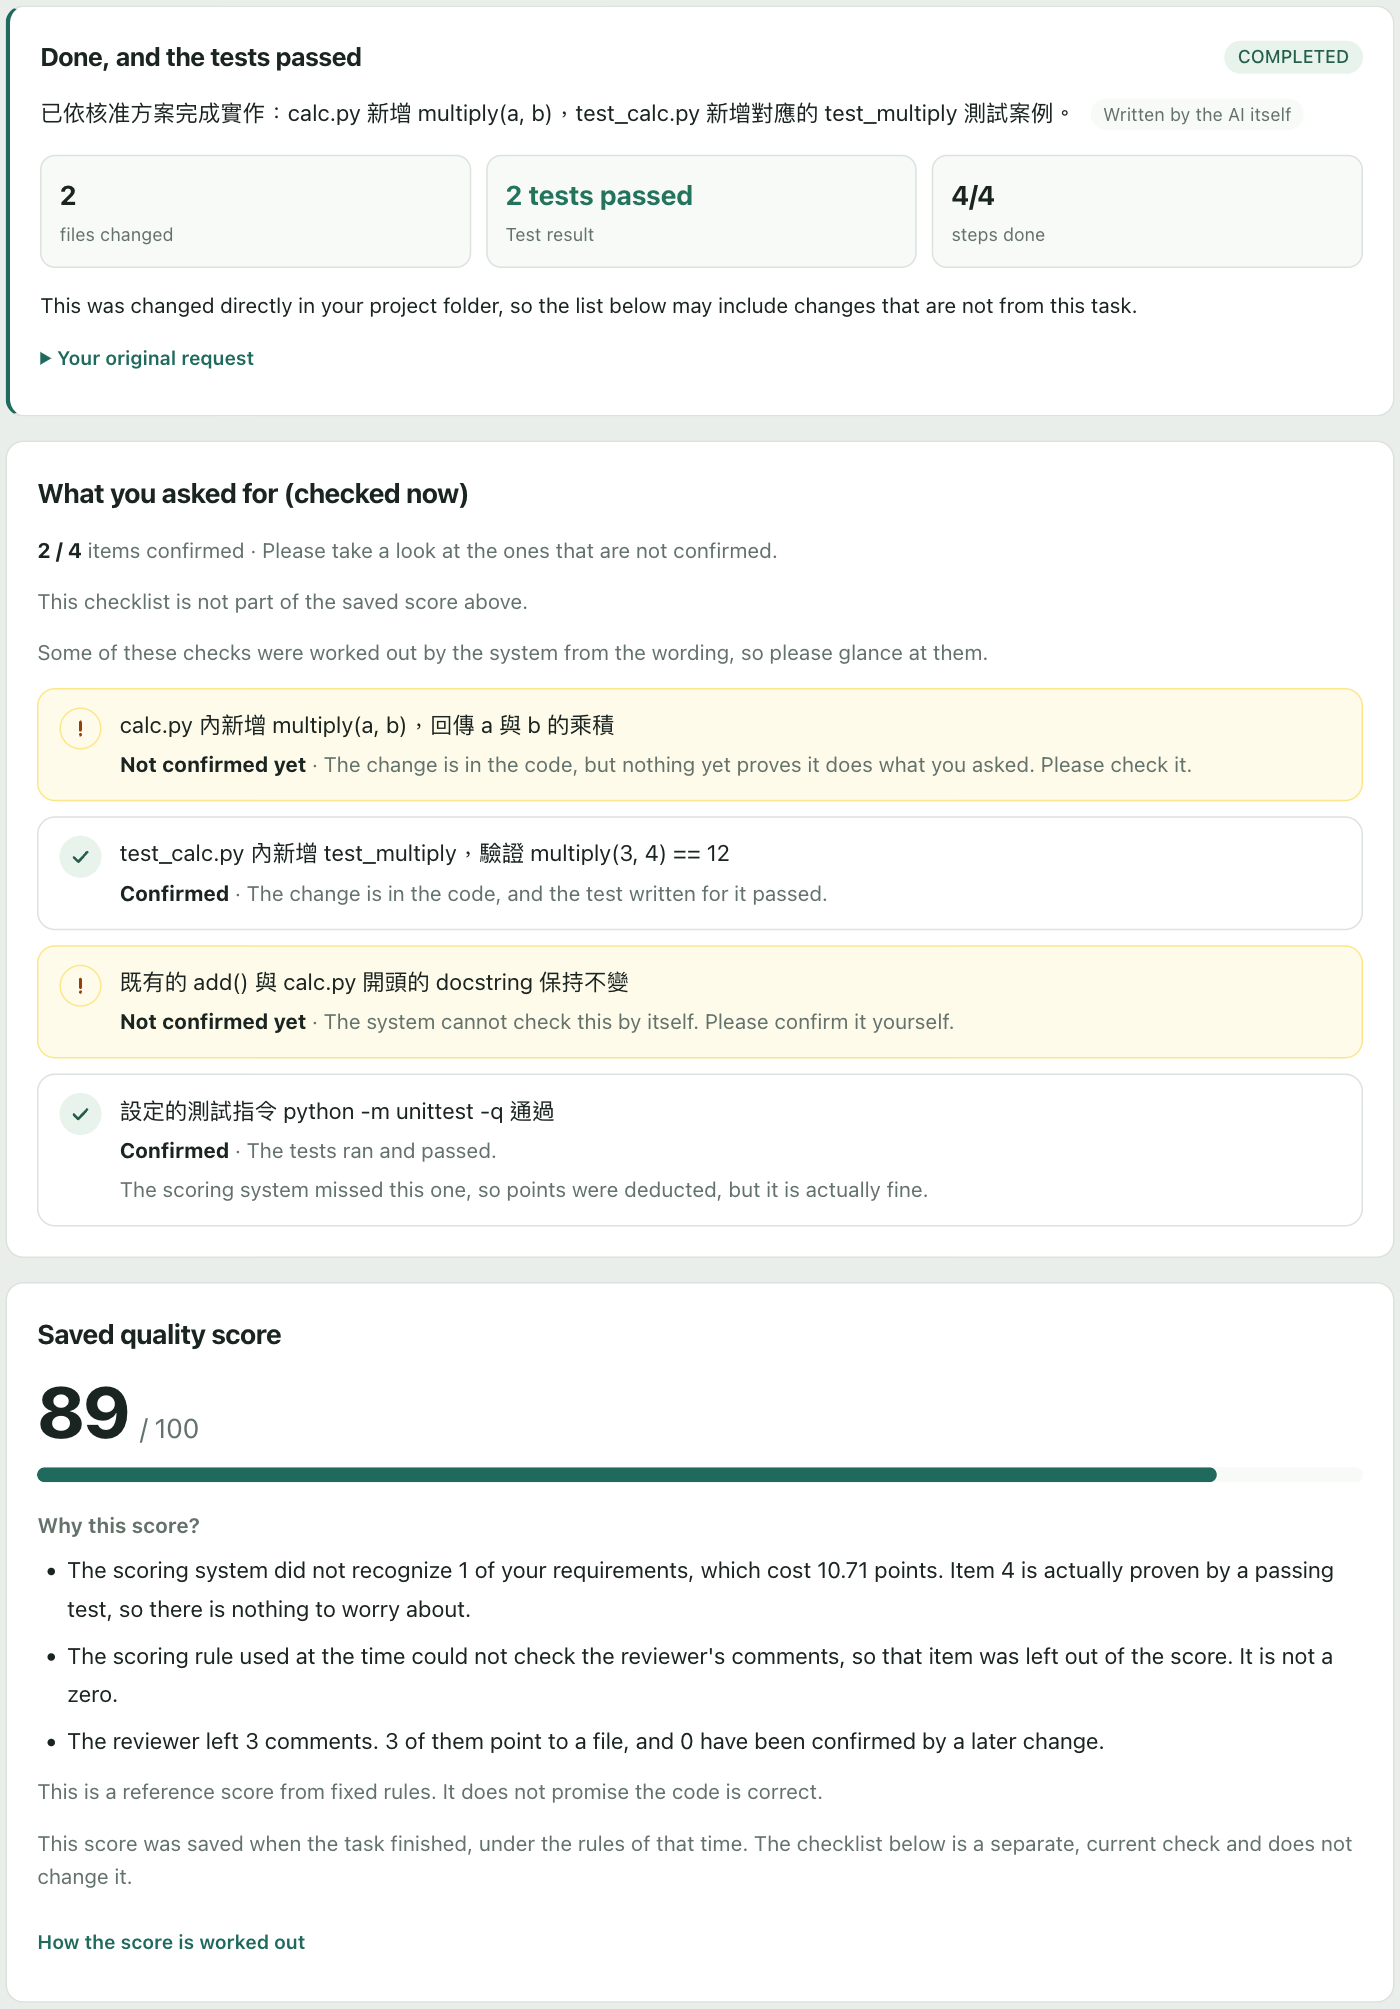 Done, and the tests passed
COMPLETED
已依核准方案完成實作：calc.py 新增 multiply(a, b)，test_calc.py 新增對應的 test_multiply 測試案例。 Written by the AI itself
2
files changed
2 tests passed
Test result
4/4
steps done
This was changed directly in your project folder, so the list below may include changes that are not from this task.
Your original request
What you asked for (checked now)
2 / 4 items confirmed · Please take a look at the ones that are not confirmed.
This checklist is not part of the saved score above.
Some of these checks were worked out by the system from the wording, so please glance at them.
calc.py 內新增 multiply(a, b)，回傳 a 與 b 的乘積
Not confirmed yet · The change is in the code, but nothing yet proves it does what you asked. Please check it.
test_calc.py 內新增 test_multiply，驗證 multiply(3, 4) == 12
Confirmed · The change is in the code, and the test written for it passed.
既有的 add() 與 calc.py 開頭的 docstring 保持不變
Not confirmed yet · The system cannot check this by itself. Please confirm it yourself.
設定的測試指令 python -m unittest -q 通過
Confirmed · The tests ran and passed.
The scoring system missed this one, so points were deducted, but it is actually fine.
Saved quality score
89 / 100
Why this score?
• The scoring system did not recognize 1 of your requirements, which cost 10.71 points. Item 4 is actually proven by a passing
test, so there is nothing to worry about.
• The scoring rule used at the time could not check the reviewer's comments, so that item was left out of the score. It is not a
zero.
• The reviewer left 3 comments. 3 of them point to a file, and 0 have been confirmed by a later change.
This is a reference score from fixed rules. It does not promise the code is correct.
This score was saved when the task finished, under the rules of that time. The checklist below is a separate, current check and does not
change it.
How the score is worked out